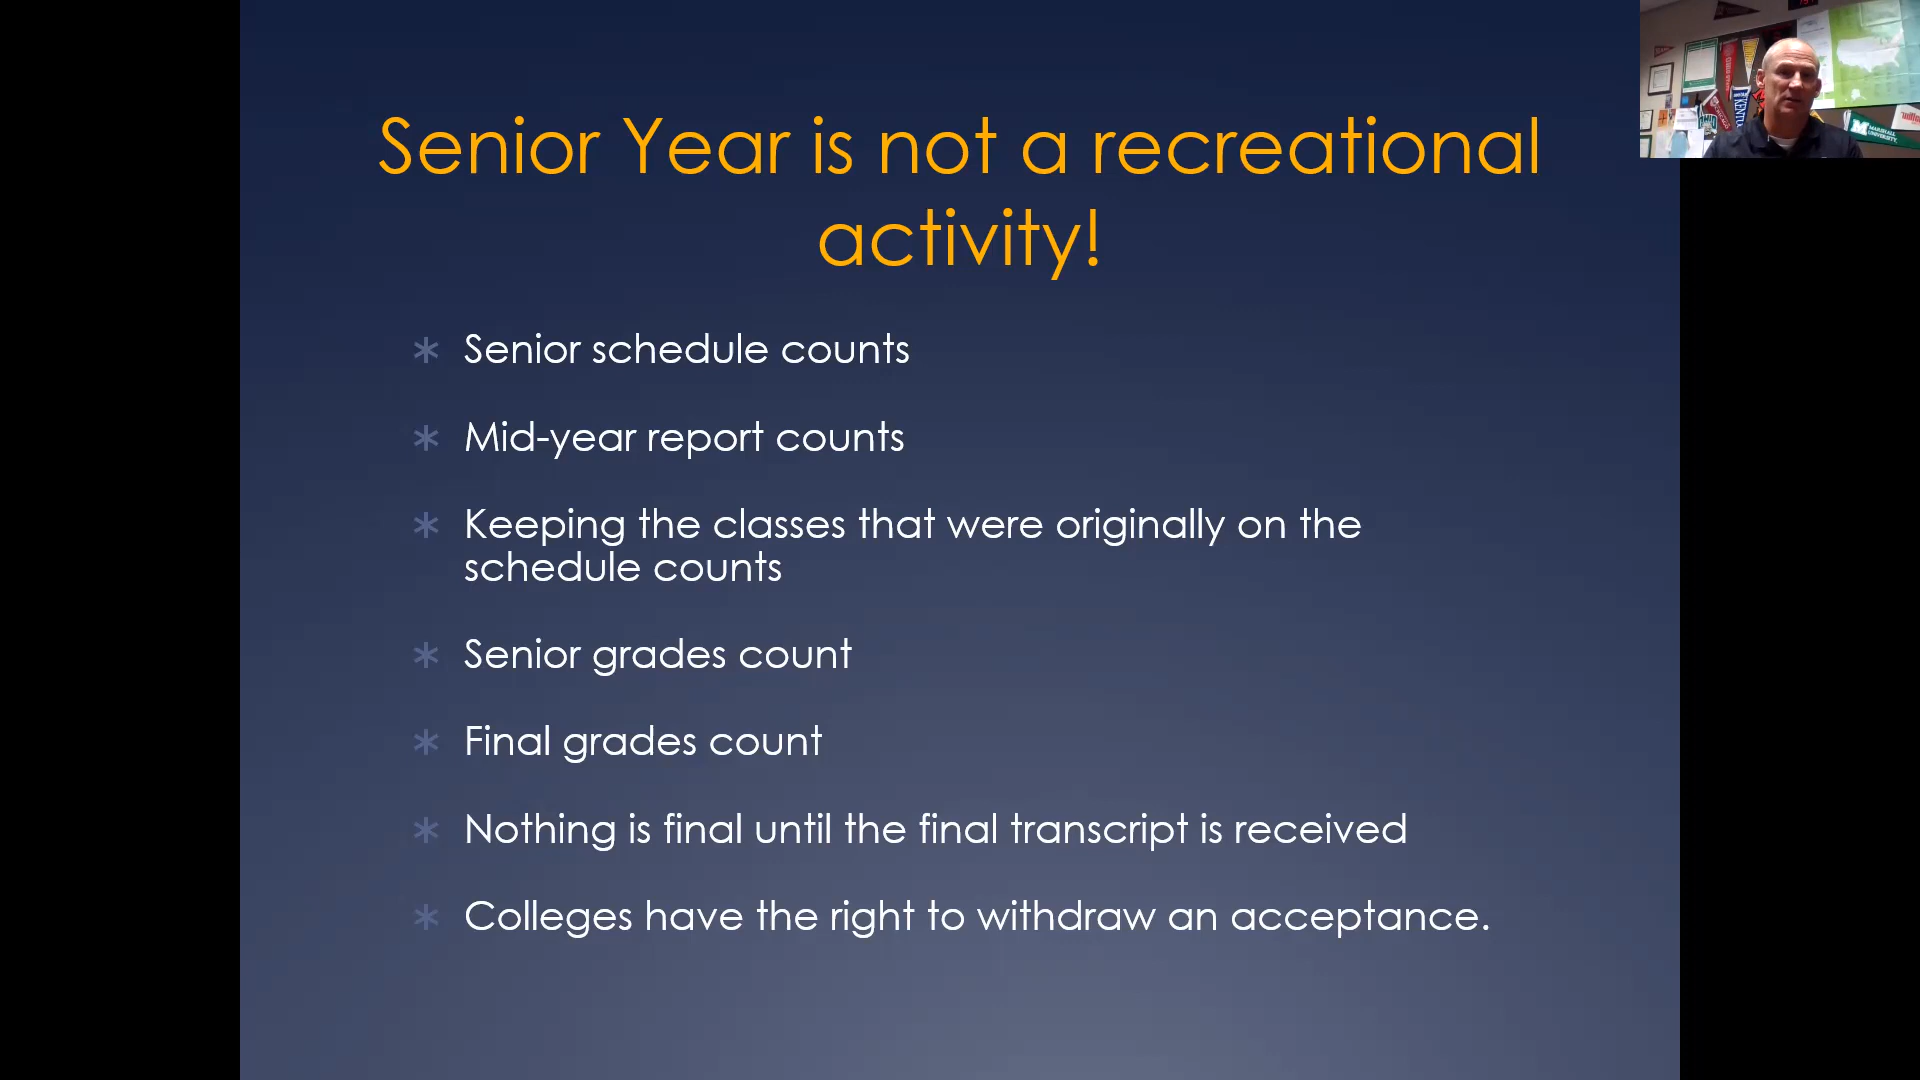 Senior Year is not a recreational
activity!
* Senior schedule counts
* Mid-year report counts
* Keeping the classes that were originally on the
schedule counts
* Senior grades count
* Final grades count
* Nothing is final until the final transcript is received
* Colleges have the right to withdraw an acceptance.
MARSHALL
UNIVERSITY